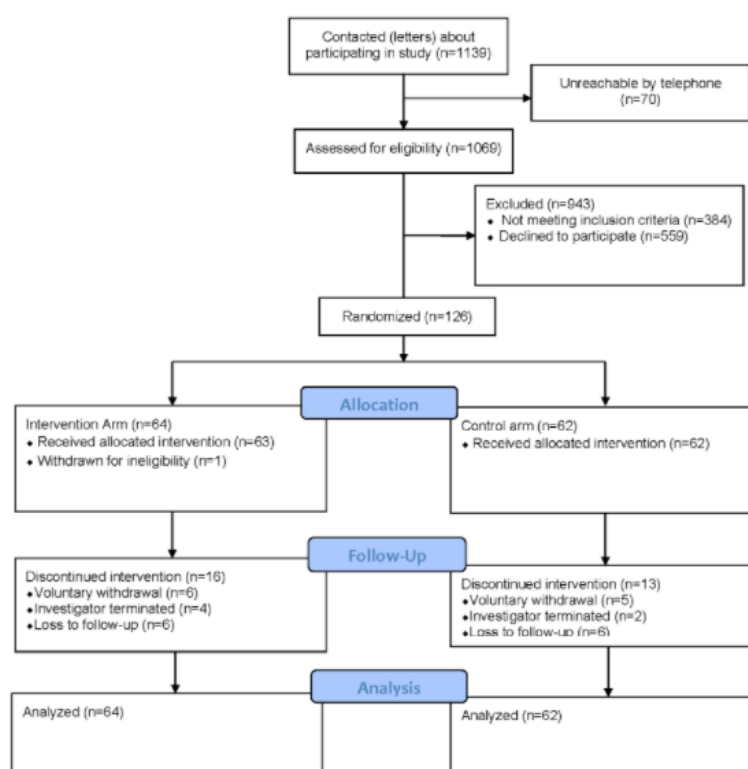 Contacted (letters) about
participating in study (n=1139)
Unreachable by telephone
(n=70)
Assessed for eligibility (n=1069)
Excluded (n=943)
⬥ Not meeting inclusion criteria (n=384)
⬥ Declined to participate (n=559)
Randomized (n=126)
Allocation
Intervention Arm (n=64)
⬥ Received allocated intervention (n=63)
⬥ Withdrawn for ineligibility (n=1)
Control arm (n=62)
⬥ Received allocated intervention (n=62)
Follow-Up
Discontinued intervention (n=16)
⬥Voluntary withdrawal (n=6)
⬥Investigator terminated (n=4)
⬥Loss to follow-up (n=6)
Discontinued intervention (n=13)
⬥Voluntary withdrawal (n=5)
⬥Investigator terminated (n=2)
⬥Loss to follow-up (n=6)
Analysis
Analyzed (n=64)
Analyzed (n=62)